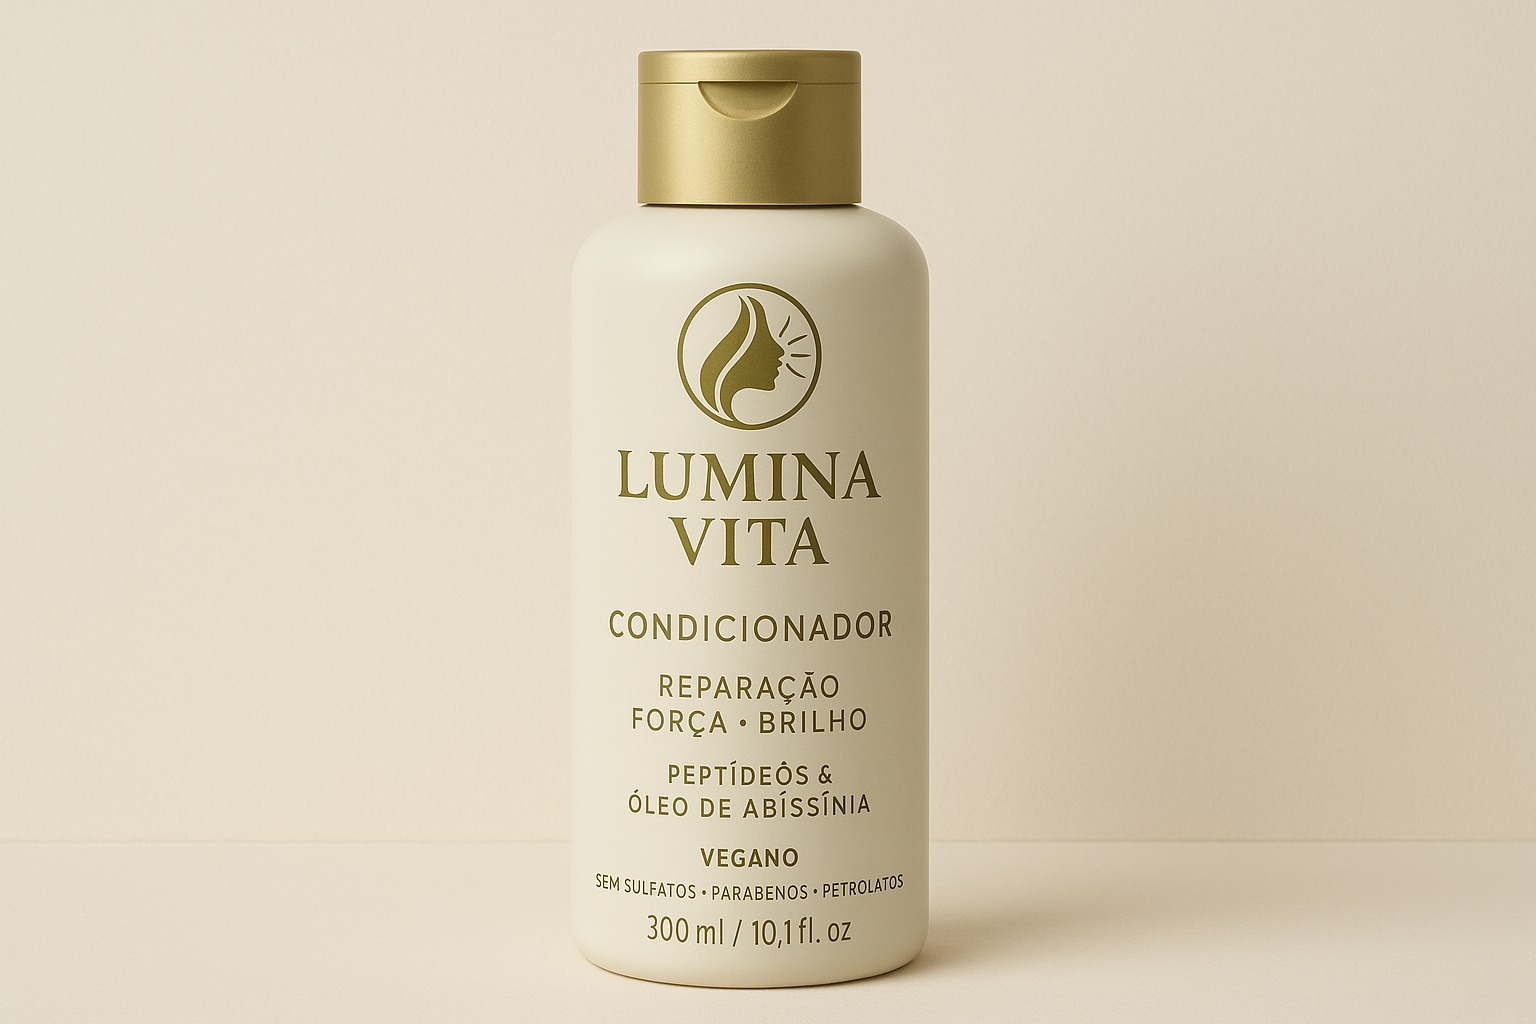 LUMINA
VITA
CONDICIONADOR
REPARAÇÃO
FORÇA • BRILHO
PEPTÍDEÔS &
ÓLEO DE ABÍSSÍNIA
VEGANO
SEM SULFATOS • PARABENOS • PETROLATOS
300 ml / 10,1 fl. oz